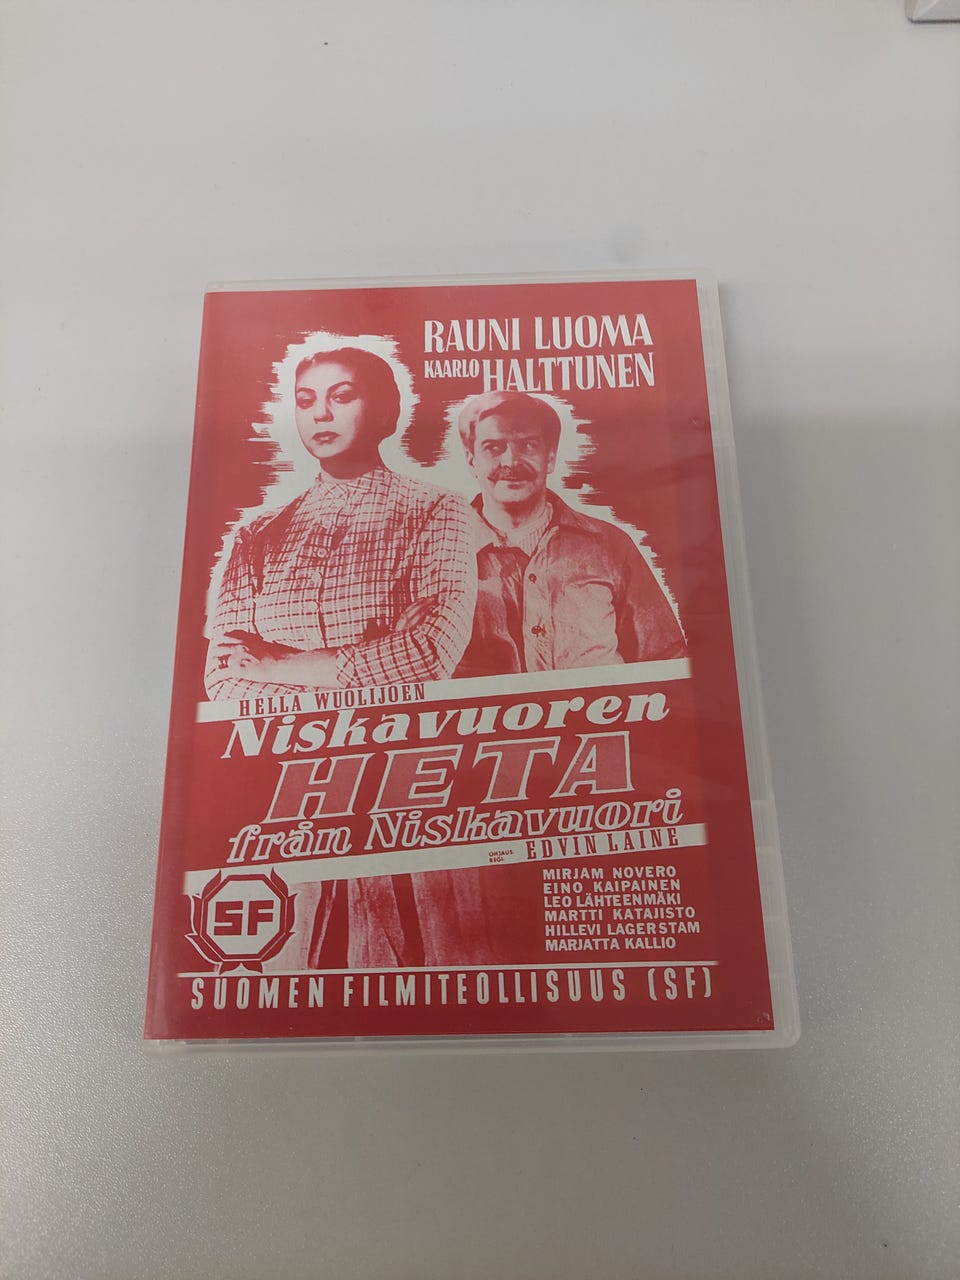 RAUNI LUOMA
KAARLO HALTTUNEN
HELLA WUOLIJOEN
Niskavuoren
HETA
från Niskavuori
OHJAUS:
REGI.
EDVIN LAINE
MIRJAM NOVERO
EINO KAIPAINEN
LEO LÄHTEENMÄKI
MARTTI KATAJISTO
HILLEVI LAGERSTAM
MARJATTA KALLIO
SF
SUOMEN FILMITEOLLISUUS (SF)